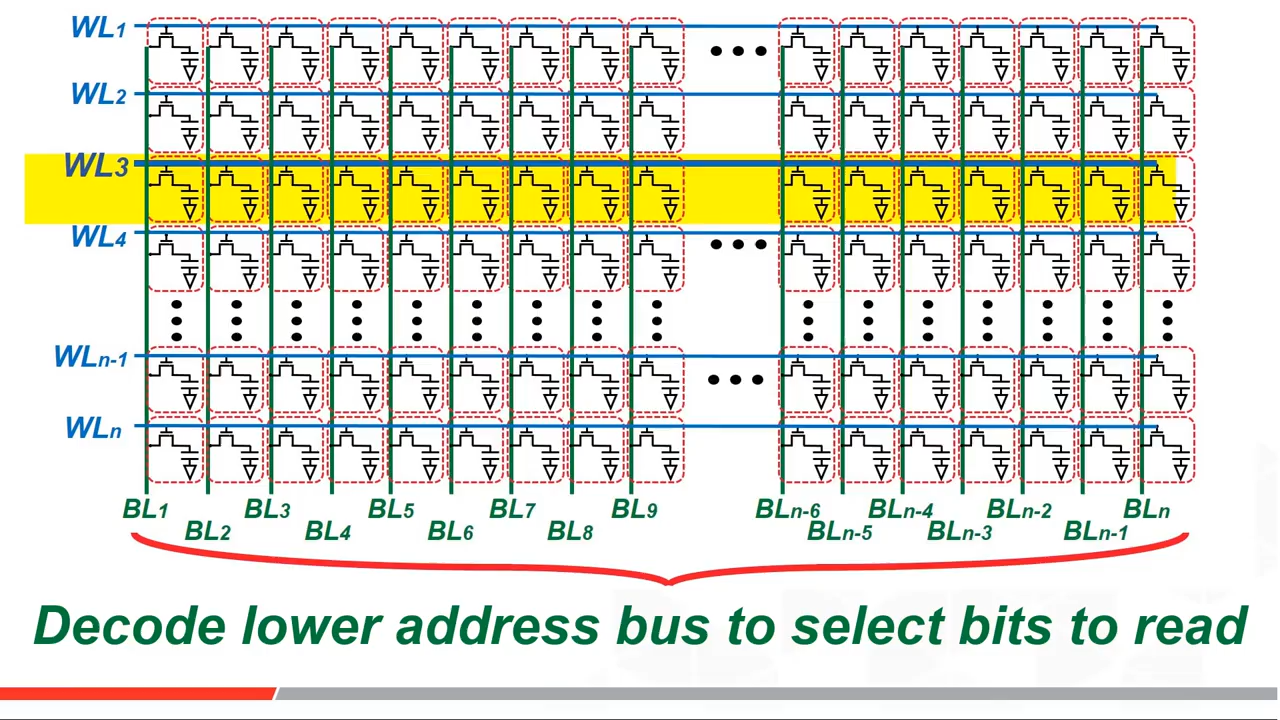 WL1
WL2
WL3
WL4
WLn-1
WLn
BL1 BL3 BL5 BL7 BL9 BLn-6 BLn-4 BLn-2 BLn
BL2 BL4 BL6 BL8 BLn-5 BLn-3 BLn-1
Decode lower address bus to select bits to read